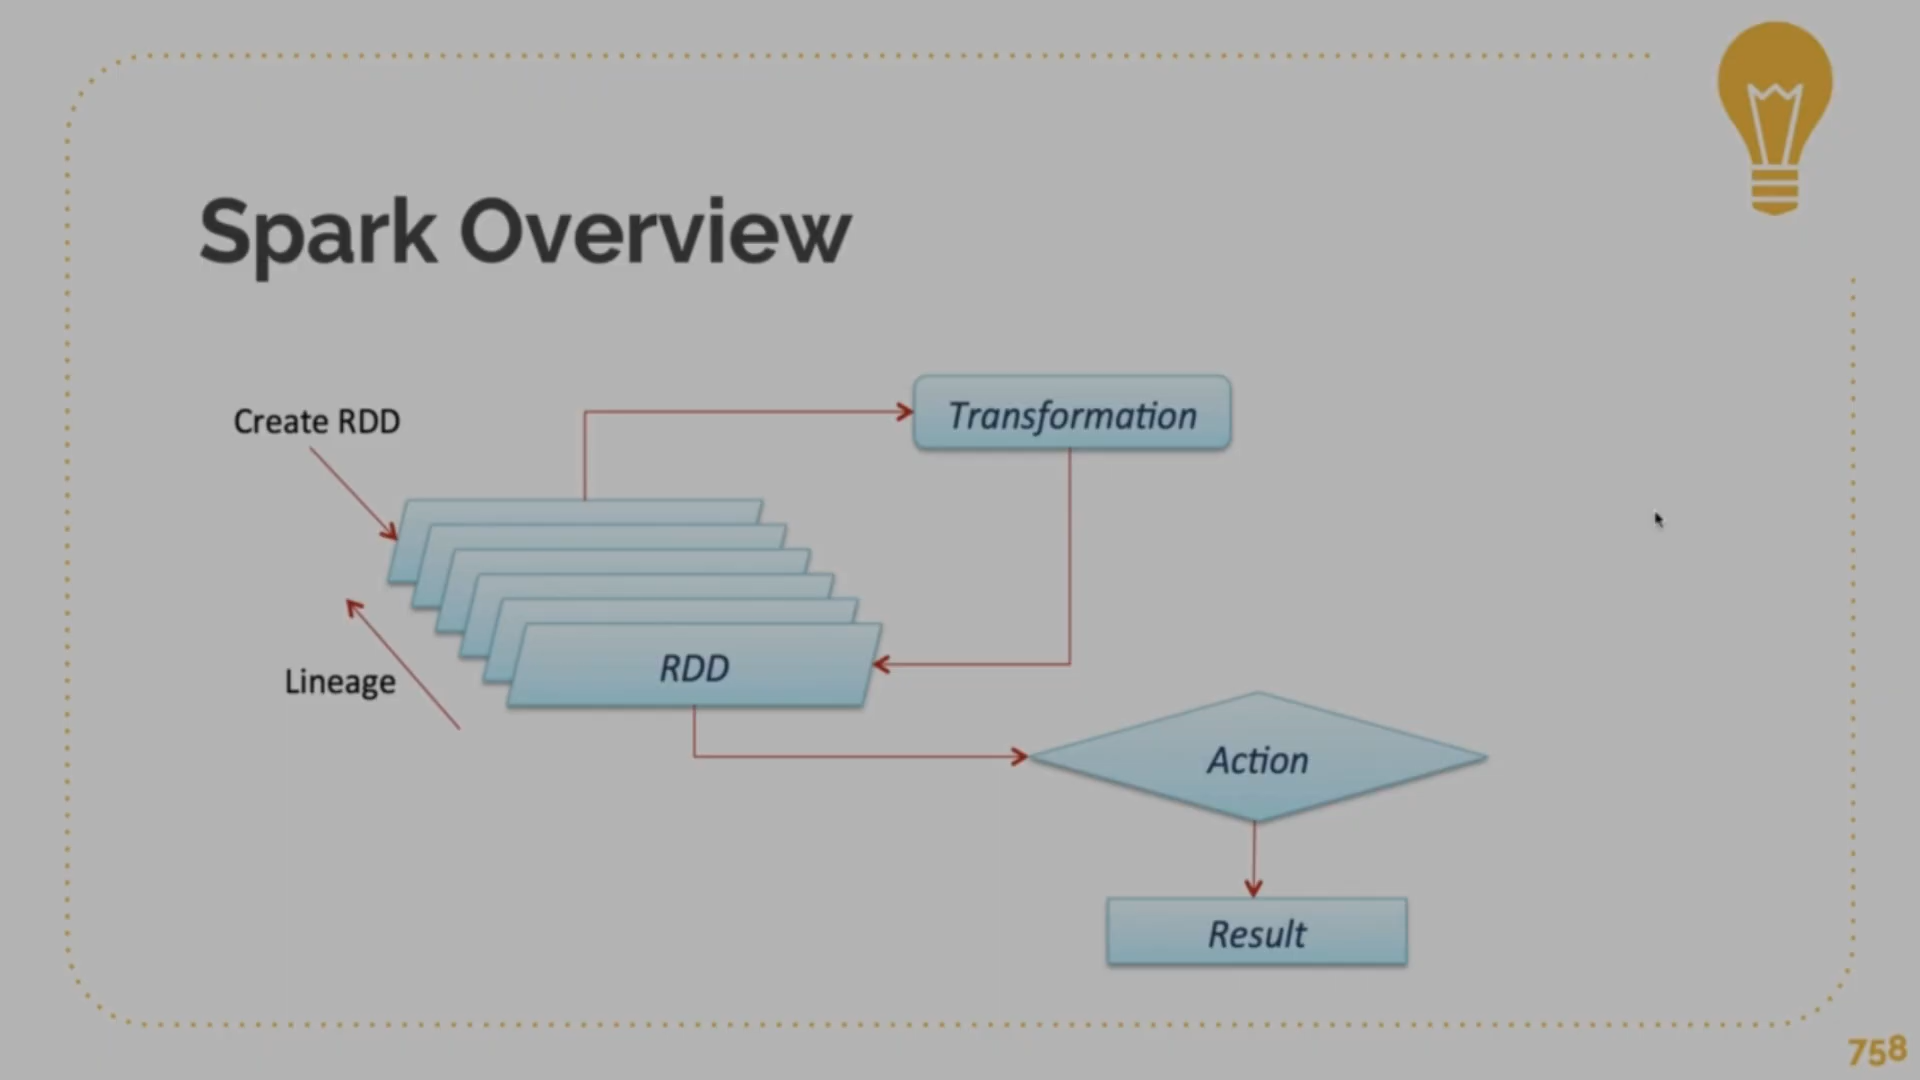 Spark Overview
Create RDD
Transformation
RDD
Lineage
Action
Result
758